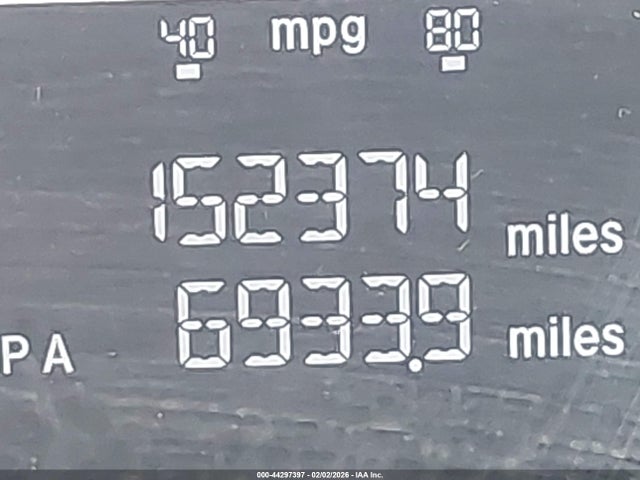 40 mpg 80
152374 miles
6933.9 miles
PA
000-44297397 - 02/02/2026 - IAA Inc.